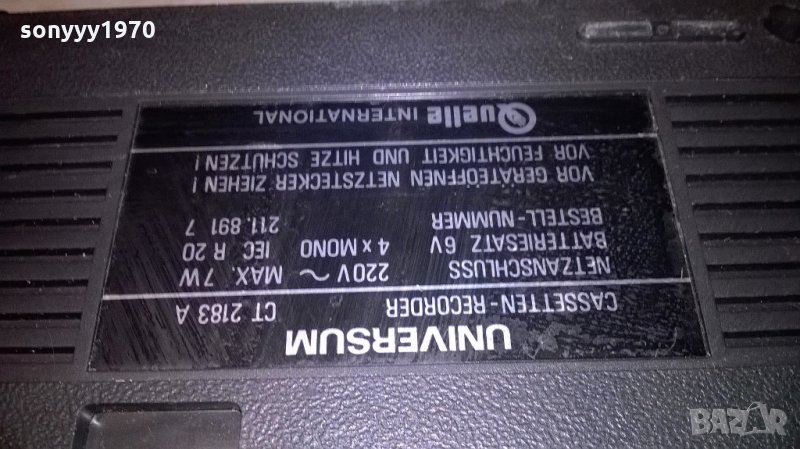 sonyyy1970
UNIVERSUM
CASSETTEN-RECORDER CT 2183 A
NETZANSCHLUSS 220V ~ MAX. 7W
BATTERIESATZ 6V 4 x MONO IEC R 20
BESTELL-NUMMER 211.891 7
VOR GERÄTEÖFFNEN NETZSTECKER ZIEHEN!
VOR FEUCHTIGKEIT UND HITZE SCHÜTZEN!
Quelle INTERNATIONAL
BAZAR